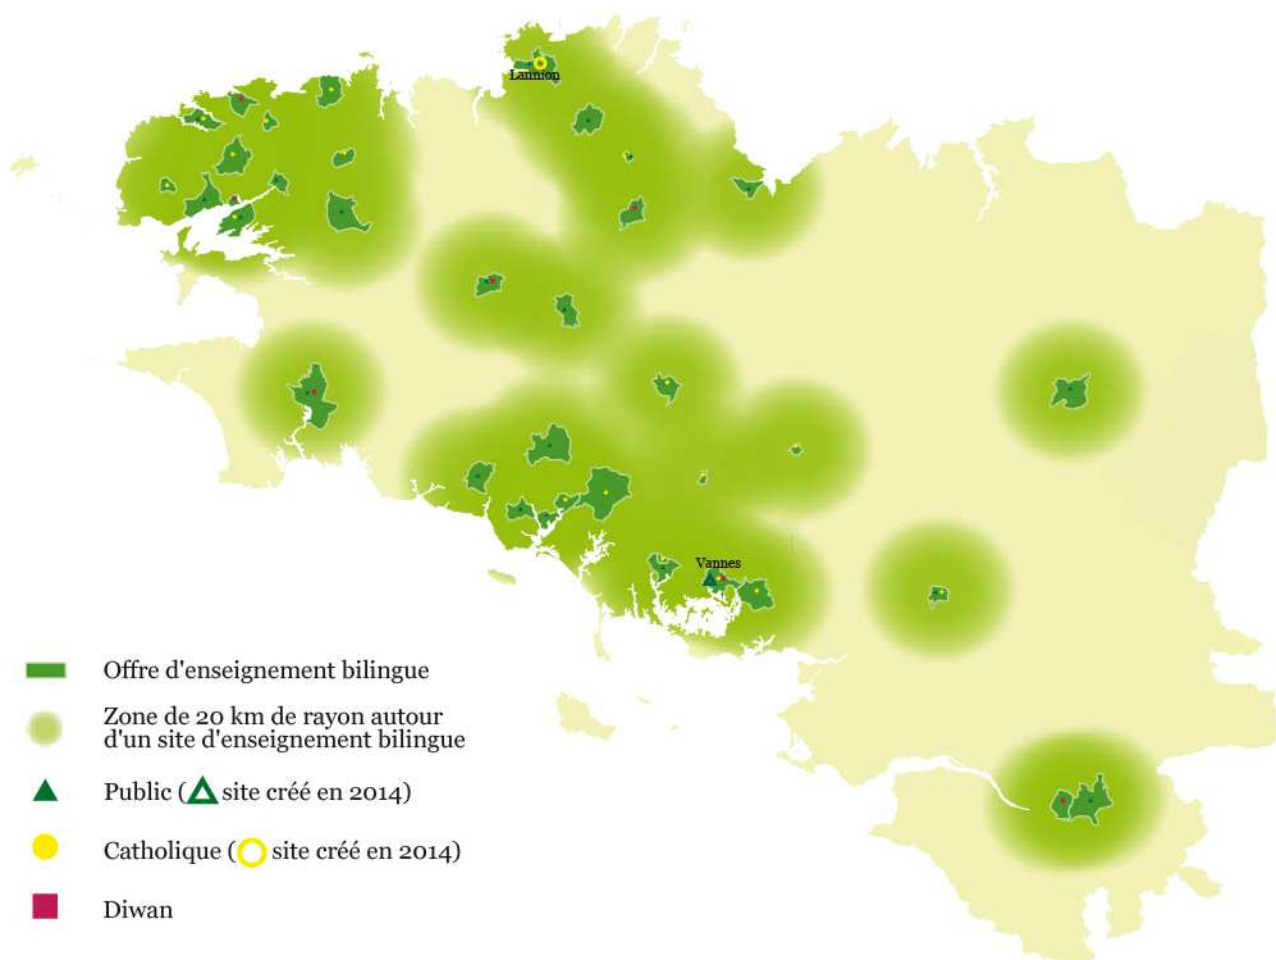 Lannion
Vannes
Offre d'enseignement bilingue
Zone de 20 km de rayon autour
d'un site d'enseignement bilingue
Public ( site créé en 2014)
Catholique ( site créé en 2014)
Diwan